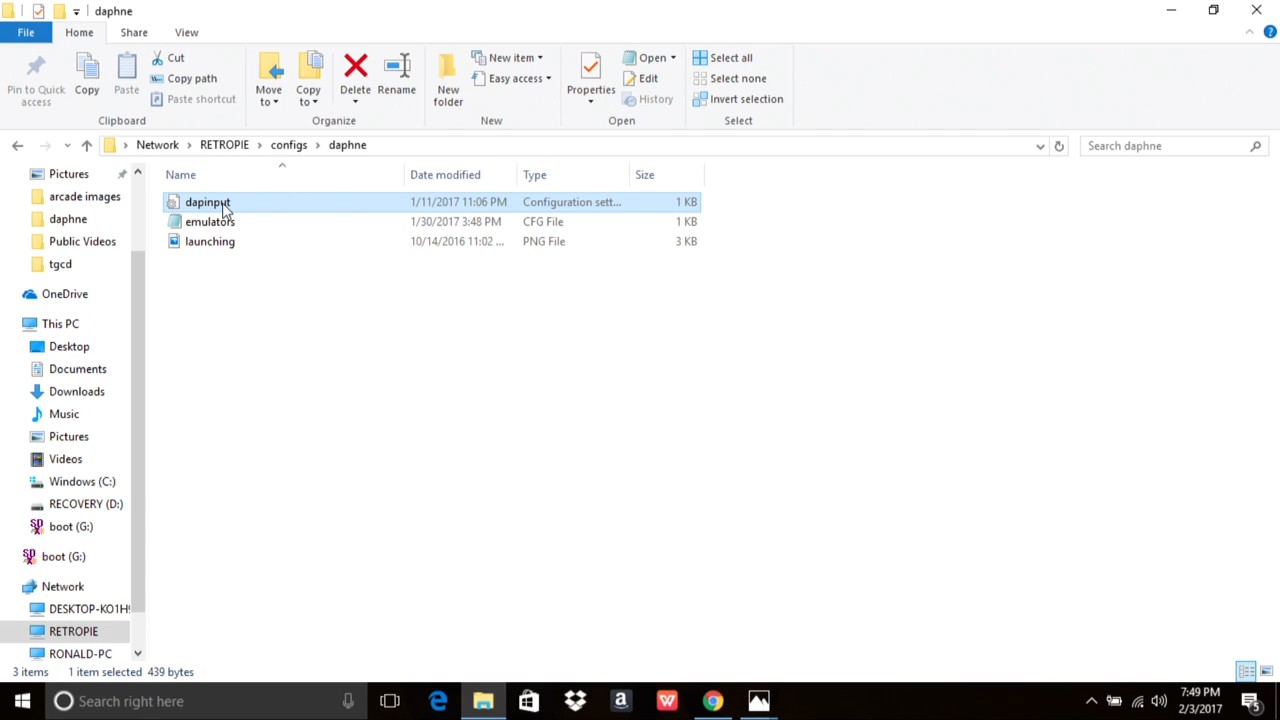 daphne
File Home Share View
Pin to Quick access
Copy
Paste
Cut
Copy path
Paste shortcut
Clipboard
Move to
Copy to
Delete
Rename
Organize
New folder
New item
Easy access
New
Properties
Open
Edit
History
Open
Select all
Select none
Invert selection
Select
Network RETROPIE configs daphne
Search daphne
Name Date modified Type Size
dapinput 1/11/2017 11:06 PM Configuration sett... 1 KB
emulators 1/30/2017 3:48 PM CFG File 1 KB
launching 10/14/2016 11:02 ... PNG File 3 KB
Pictures
arcade images
daphne
Public Videos
tgcd
OneDrive
This PC
Desktop
Documents
Downloads
Music
Pictures
Videos
Windows (C:)
RECOVERY (D:)
boot (G:)
boot (G:)
Network
DESKTOP-KO1H
RETROPIE
RONALD-PC
3 items 1 item selected 439 bytes
Search right here
7:49 PM
2/3/2017
5